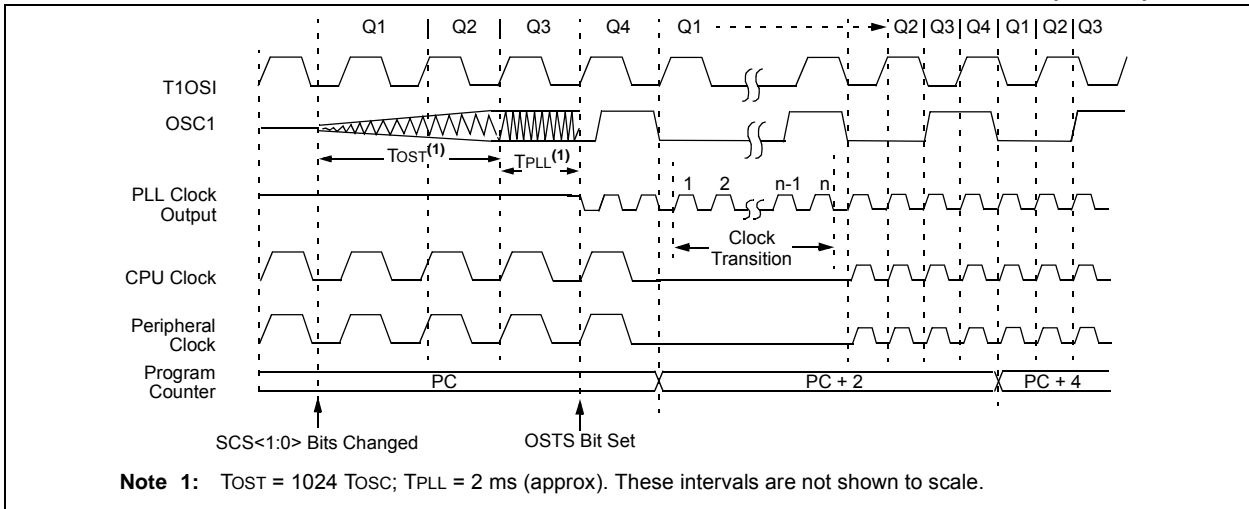 Q1 Q2 Q3 Q4 Q1 Q2 Q3 Q4 Q1 Q2 Q3
T1OSI
OSC1
TOST(1)
TPLL(1)
1 2 n-1 n
PLL Clock
Output
Clock
Transition
CPU Clock
Peripheral
Clock
Program
Counter
PC PC + 2 PC + 4
SCS<1:0> Bits Changed OSTS Bit Set
Note 1: TOST = 1024 TOSC; TPLL = 2 ms (approx). These intervals are not shown to scale.